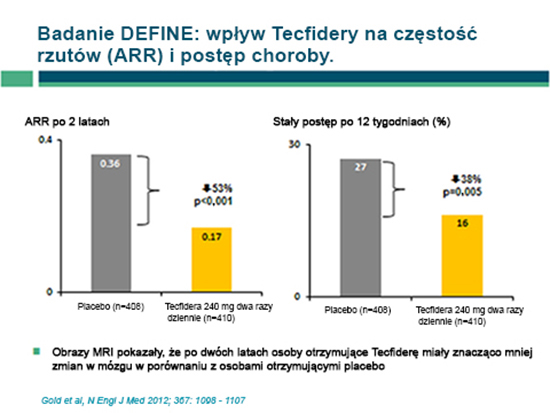 Badanie DEFINE: wpływ Tecfidery na częstość
rzutów (ARR) i postęp choroby.
ARR po 2 latach
0.4
0.36
53%
p<0.001
0.17
0
Placebo (n=408)
Tecfidera 240 mg dwa razy
dziennie (n=410)
Stały postęp po 12 tygodniach (%)
30
27
38%
p=0.005
16
0
Placebo (n=408)
Tecfidera 240 mg dwa razy
dziennie (n=410)
Obrazy MRI pokazały, że po dwóch latach osoby otrzymujące Tecfiderę miały znacząco mniej
zmian w mózgu w porównaniu z osobami otrzymującymi placebo
Gold et al, N Engl J Med 2012; 367: 1098 - 1107